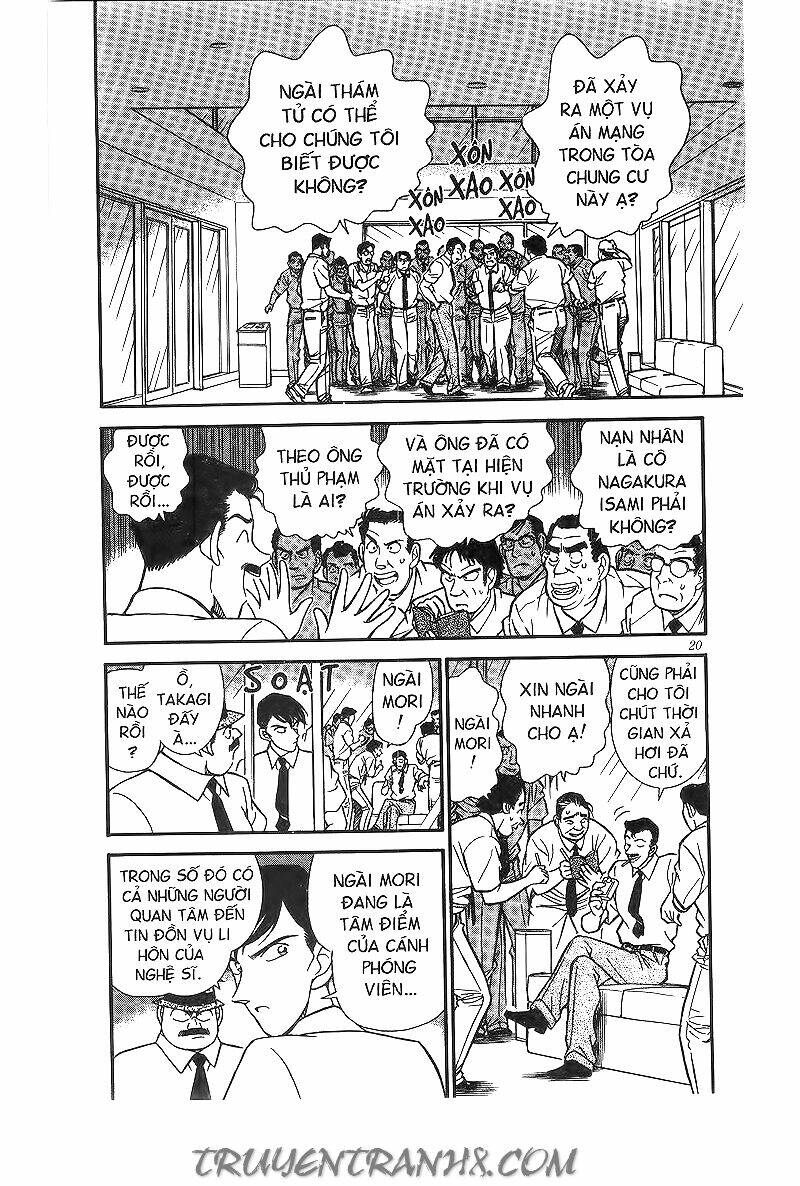 ĐÃ XẢY
RA MỘT VỤ
ÁN MẠNG
TRONG TÒA
CHUNG CƯ
NÀY Ạ?
NGÀI THÁM
TỬ CÓ THỂ
CHO CHÚNG TÔI
BIẾT ĐƯỢC
KHÔNG?
XÔN
XAO
XÔN
XAO
XÔN
XAO
NẠN NHÂN
LÀ CÔ
NAGAKURA
ISAMI PHẢI
KHÔNG?
VÀ ÔNG ĐÃ CÓ
MẶT TẠI HIỆN
TRƯỜNG KHI VỤ
ÁN XẢY RA?
THEO ÔNG
THỦ PHẠM
LÀ AI?
ĐƯỢC
RỒI,
ĐƯỢC
RỒI...
20
CŨNG PHẢI
CHO TÔI
CHÚT THỜI
GIAN XẢ
HƠI ĐÃ
CHỨ.
XIN NGÀI
NHANH
CHO Ạ!
NGÀI
MORI!
NGÀI
MORI
!
SOẠT
Ồ,
TAKAGI
ĐẤY
À...
THẾ
NÀO RỒI
?
NGÀI MORI
ĐANG LÀ
TÂM ĐIỂM
CỦA CÁNH
PHÓNG
VIÊN...
TRONG SỐ ĐÓ CÓ
CẢ NHỮNG NGƯỜI
QUAN TÂM ĐẾN
TIN ĐỒN VỤ LI
HÔN CỦA
NGHỆ SĨ.
TRUYENTRANH8.COM